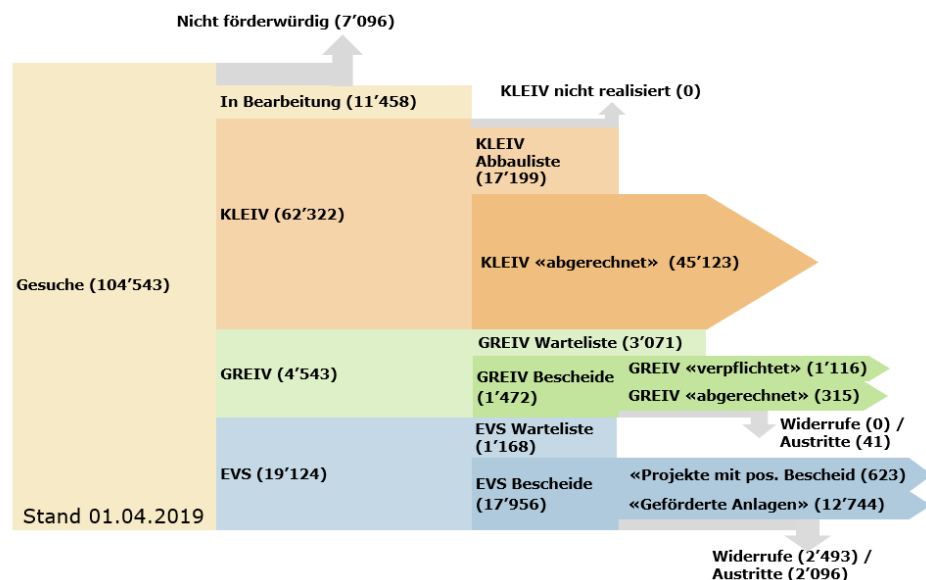 Nicht förderwürdig (7’096)
In Bearbeitung (11’458)
KLEIV nicht realisiert (0)
KLEIV
Abbauliste
(17’199)
KLEIV (62’322)
KLEIV «abgerechnet» (45’123)
Gesuche (104’543)
GREIV Warteliste (3’071)
GREIV (4’543)
GREIV Bescheide
(1’472)
GREIV «verpflichtet» (1’116)
GREIV «abgerechnet» (315)
Widerrufe (0) /
Austritte (41)
EVS Warteliste
(1’168)
EVS (19’124)
EVS Bescheide
(17’956)
«Projekte mit pos. Bescheid (623)
«Geförderte Anlagen» (12’744)
Stand 01.04.2019
Widerrufe (2’493) /
Austritte (2’096)